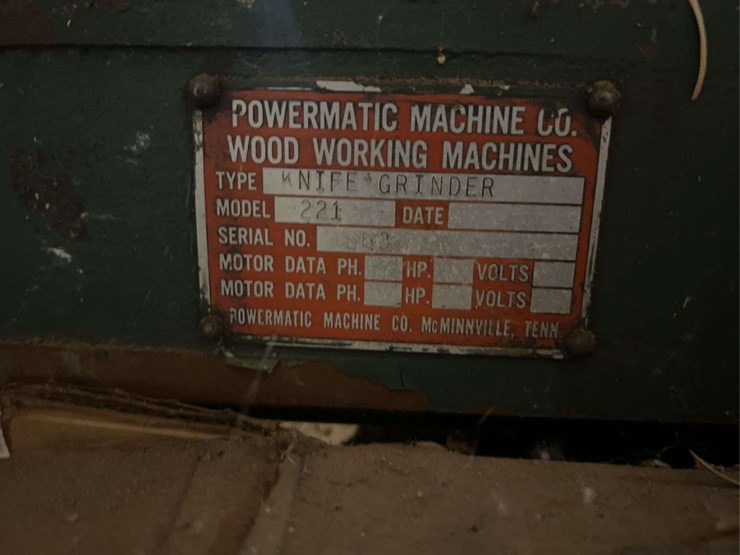 POWERMATIC MACHINE CO.
WOOD WORKING MACHINES
TYPE KNIFE GRINDER
MODEL 221 DATE
SERIAL NO.
MOTOR DATA PH. HP. VOLTS
MOTOR DATA PH. HP. VOLTS
POWERMATIC MACHINE CO. McMINNVILLE, TENN.